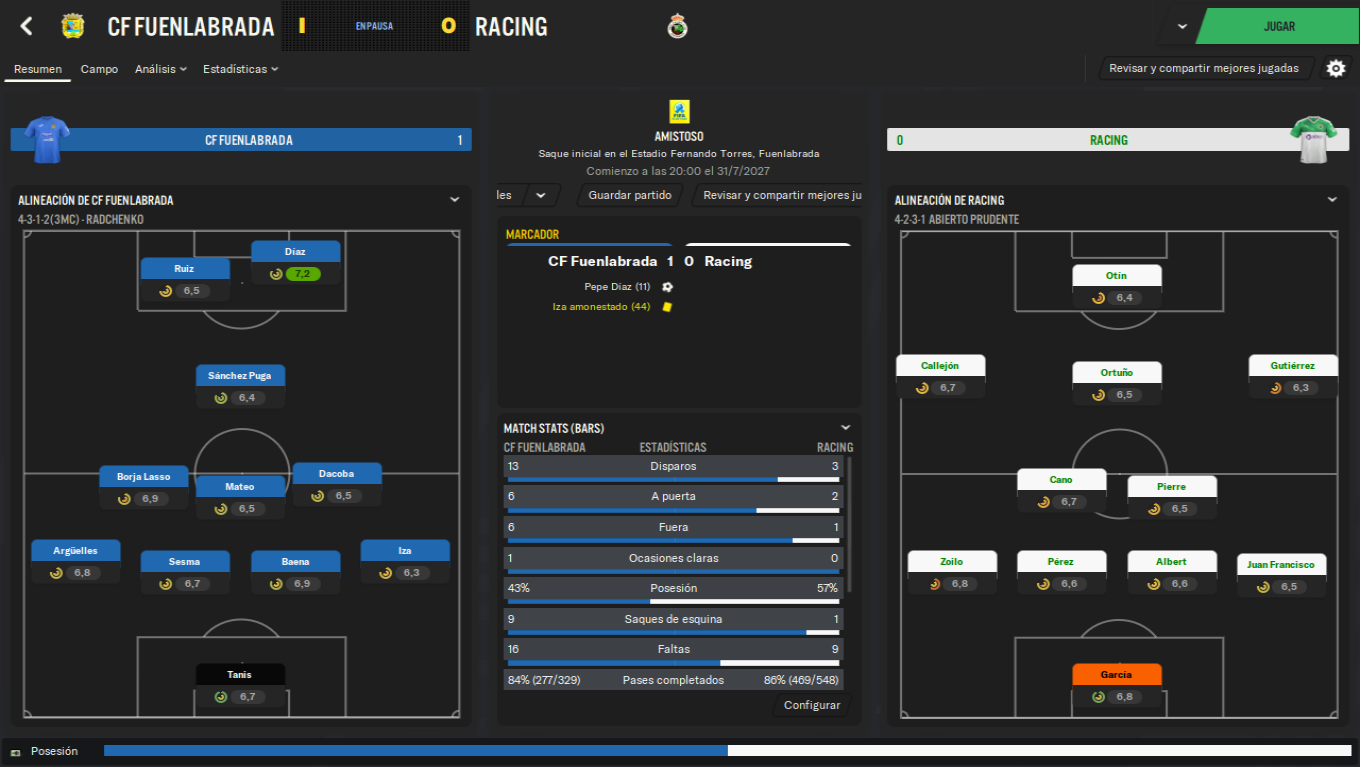 CF FUENLABRADA 1 EN PAUSA 0 RACING
JUGAR
Resumen Campo Análisis Estadísticas
Revisar y compartir mejores jugadas
CF FUENLABRADA 1
ALINEACIÓN DE CF FUENLABRADA
4-3-1-2(3MC) - RADCHENKO
Díaz
7,2
Ruiz
6,5
Sánchez Puga
6,4
Dacoba
6,5
Borja Lasso
6,9
Mateo
6,5
Argüelles
6,8
Sesma
6,7
Baena
6,9
Iza
6,3
Tanis
6,7
AMISTOSO
Saque inicial en el Estadio Fernando Torres, Fuenlabrada
Comienzo a las 20:00 el 31/7/2027
les Guardar partido Revisar y compartir mejores ju
MARCADOR
CF Fuenlabrada 1 0 Racing
Pepe Díaz (11)
Iza amonestado (44)
MATCH STATS (BARS)
CF FUENLABRADA ESTADÍSTICAS RACING
13 Disparos 3
6 A puerta 2
6 Fuera 1
1 Ocasiones claras 0
43% Posesión 57%
9 Saques de esquina 1
16 Faltas 9
84% (277/329) Pases completados 86% (469/548)
Configurar
0 RACING
ALINEACIÓN DE RACING
4-2-3-1 ABIERTO PRUDENTE
Otín
6,4
Callejón
6,7
Ortuño
6,5
Gutiérrez
6,3
Cano
6,7
Pierre
6,5
Zoilo
6,8
Pérez
6,6
Albert
6,6
Juan Francisco
6,5
García
6,8
Posesión